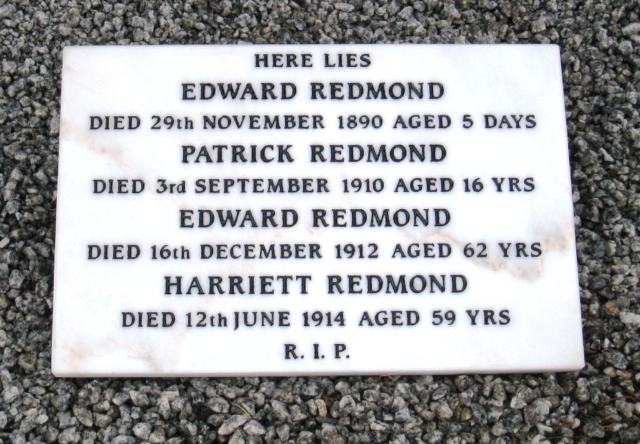 HERE LIES
EDWARD REDMOND
DIED 29th NOVEMBER 1890 AGED 5 DAYS
PATRICK REDMOND
DIED 3rd SEPTEMBER 1910 AGED 16 YRS
EDWARD REDMOND
DIED 16th DECEMBER 1912 AGED 62 YRS
HARRIETT REDMOND
DIED 12th JUNE 1914 AGED 59 YRS
R. I. P.